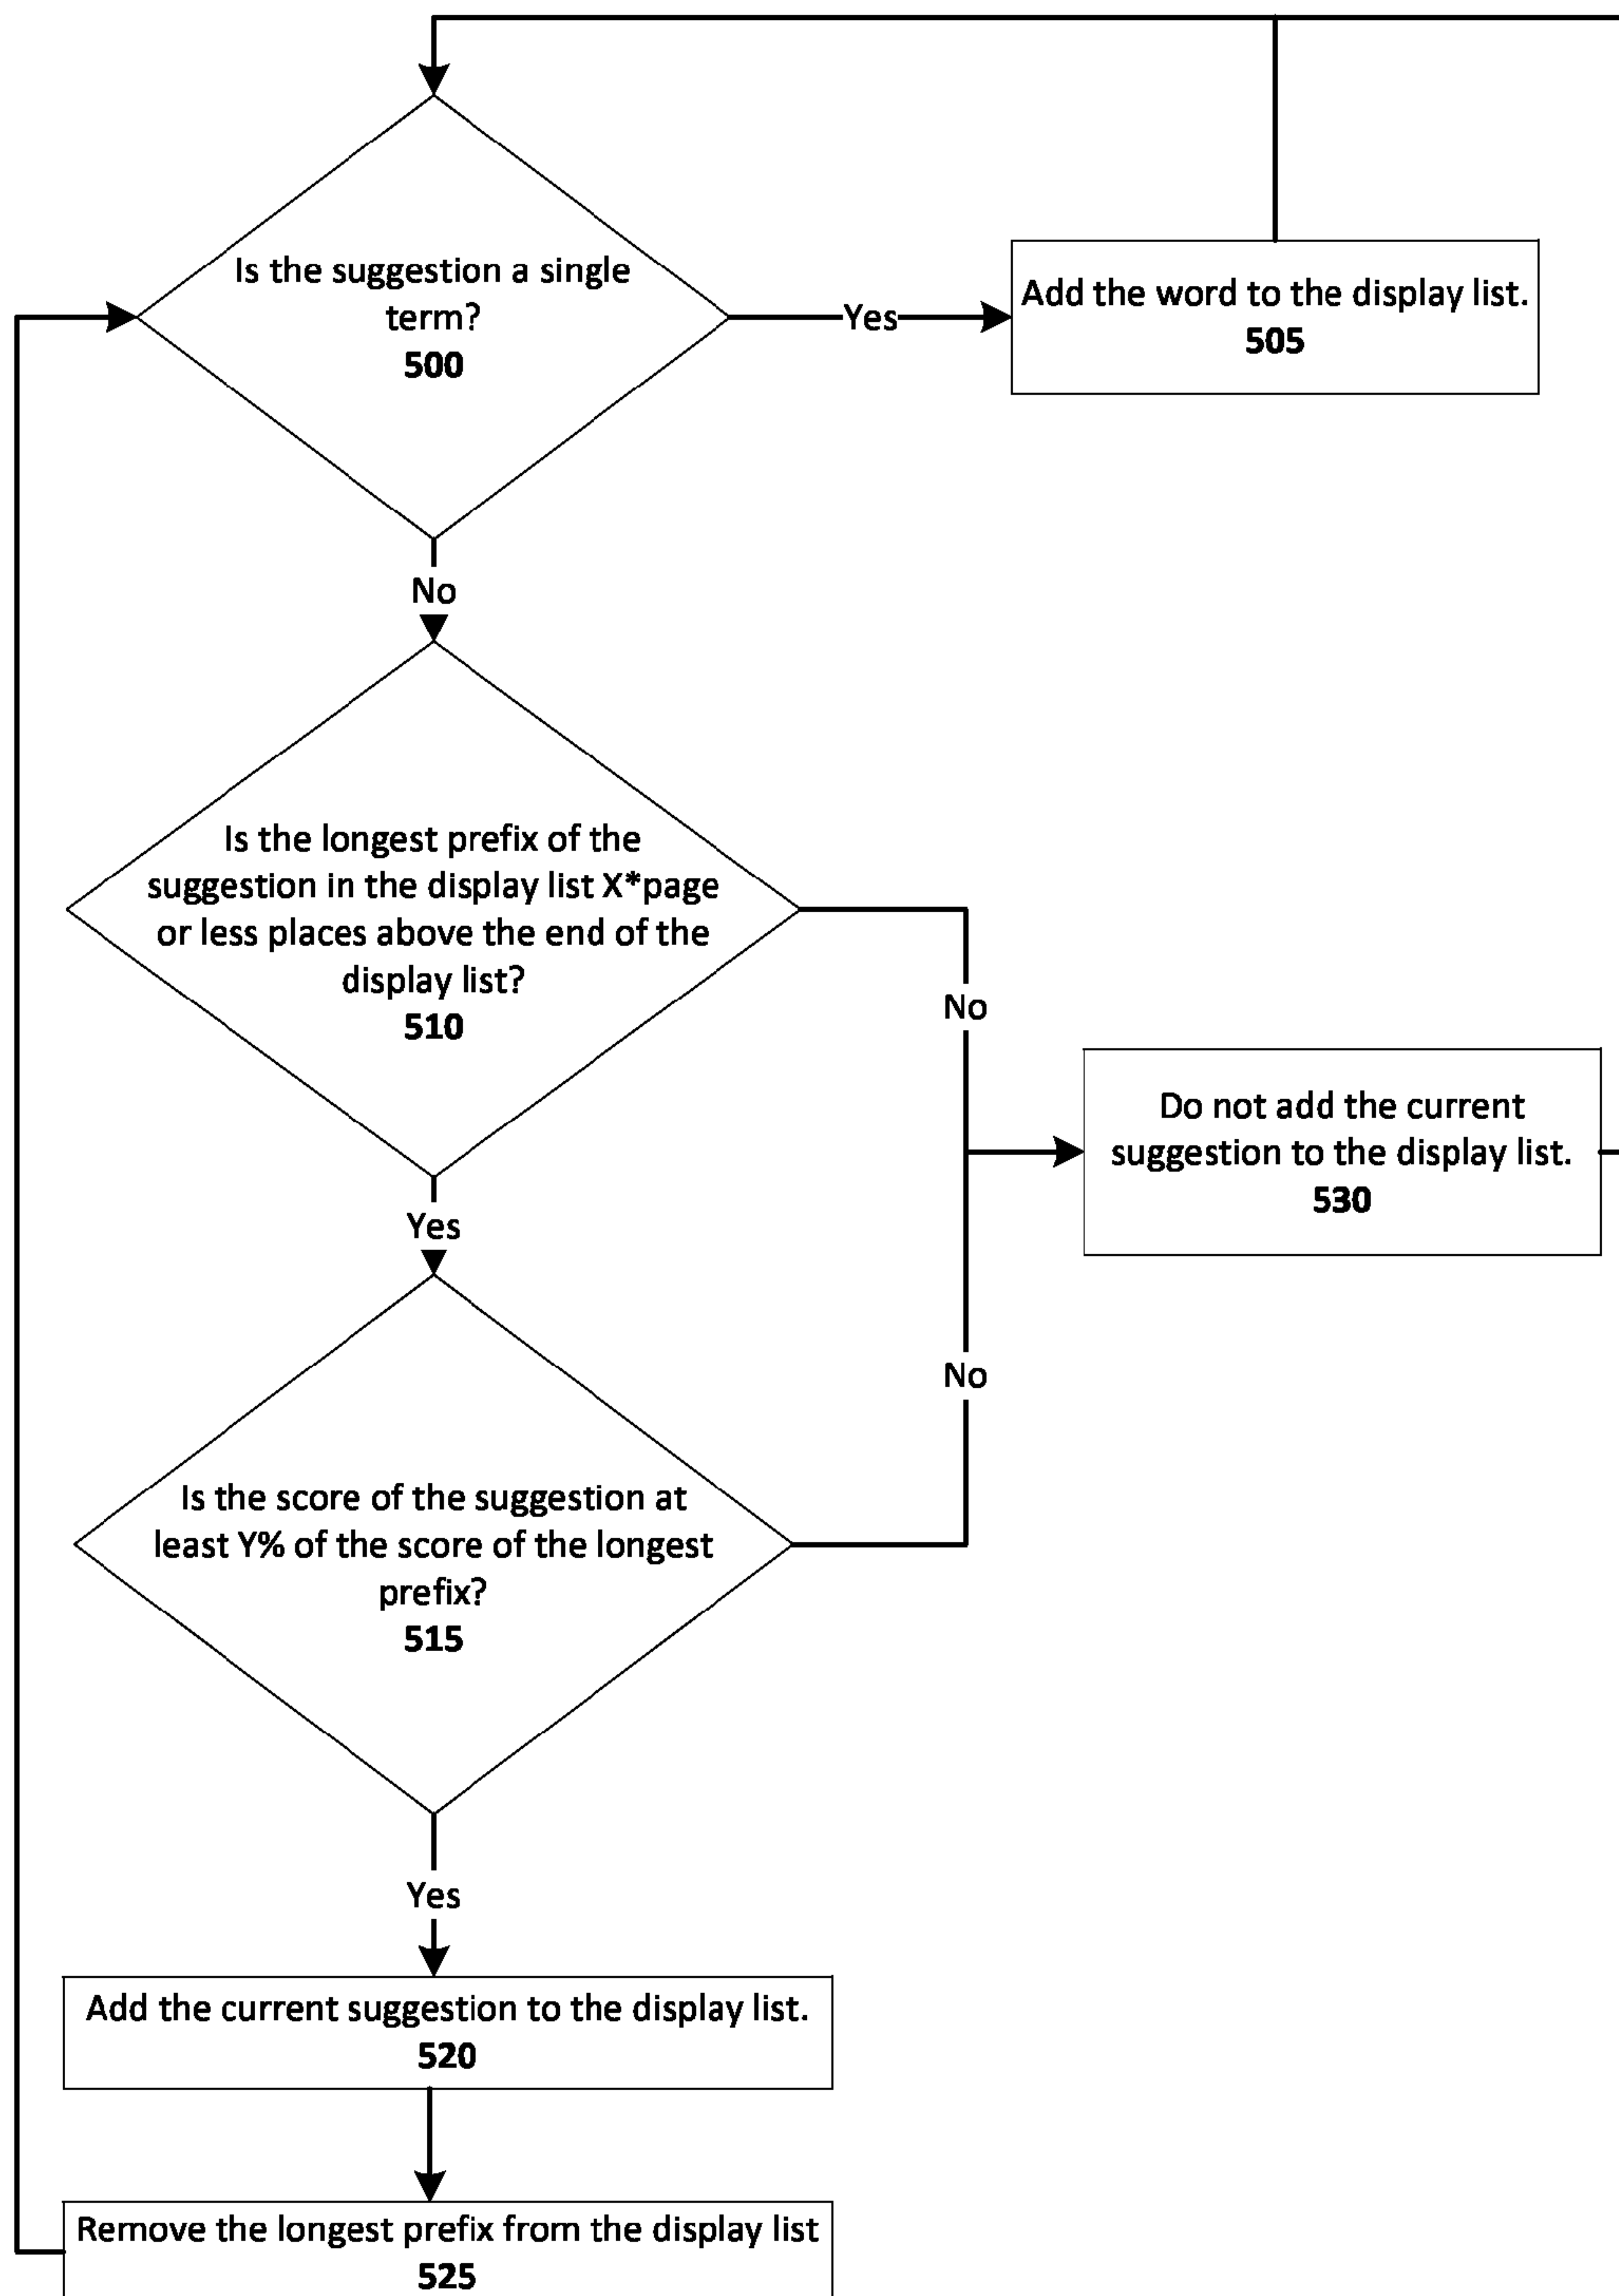 Is the suggestion a single
term?
500
Yes
Add the word to the display list.
505
No
Is the longest prefix of the
suggestion in the display list X*page
or less places above the end of the
display list?
510
No
Do not add the current
suggestion to the display list.
530
Yes
No
Is the score of the suggestion at
least Y% of the score of the longest
prefix?
515
Yes
Add the current suggestion to the display list.
520
Remove the longest prefix from the display list
525